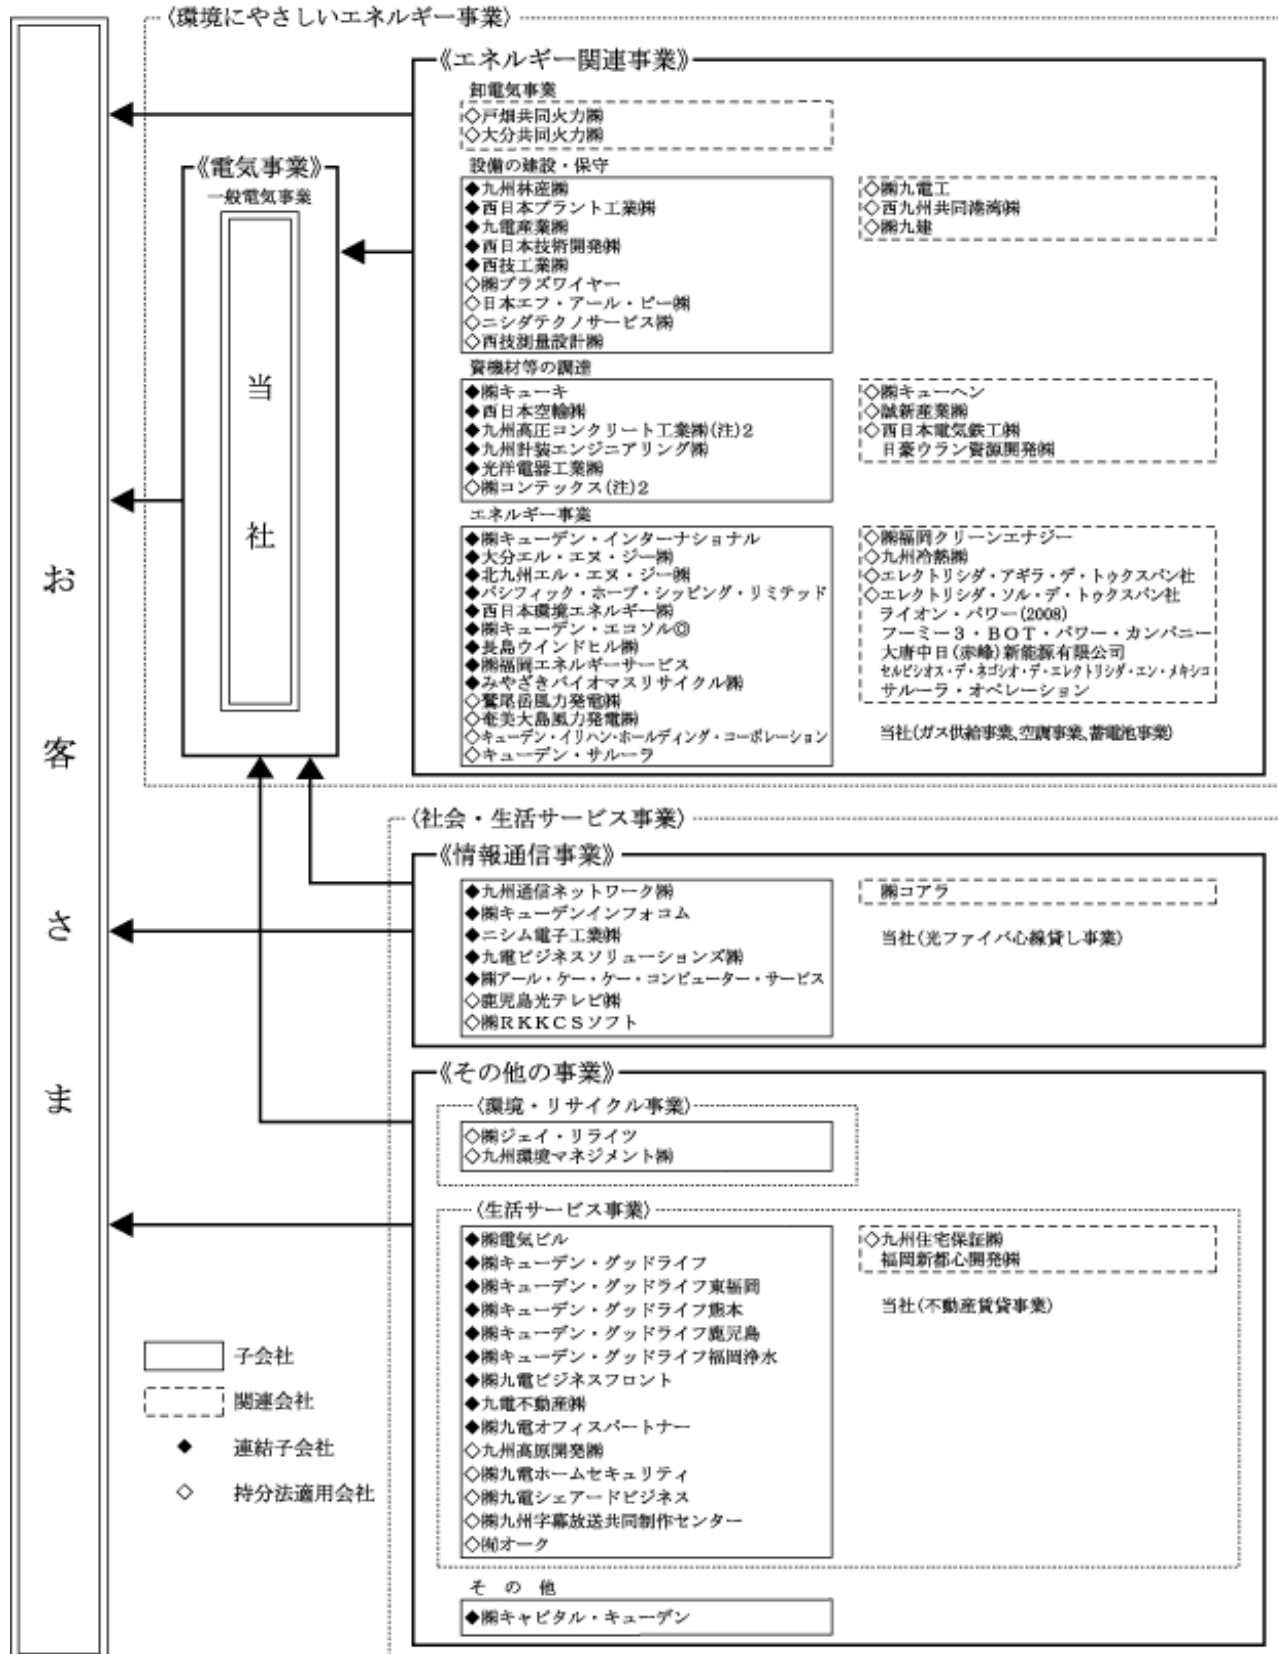 〈環境にやさしいエネルギー事業〉
《エネルギー関連事業》
卸電気事業
◇戸畑共同火力㈱
◇大分共同火力㈱
《電気事業》
一般電気事業
当社
設備の建設・保守
◆九州林産㈱
◆西日本プラント工業㈱
◆九電産業㈱
◆西日本技術開発㈱
◆西技工業㈱
◇㈱プラズワイヤー
◇日本エフ・アール・ピー㈱
◇ニシダテクノサービス㈱
◇西技測量設計㈱
◇㈱九電工
◇西九州共同港湾㈱
◇㈱九建
資機材等の調達
◆㈱キューキ
◆西日本空輸㈱
◆九州高圧コンクリート工業㈱(注)2
◆九州計装エンジニアリング㈱
◆光洋電器工業㈱
◇㈱コンテックス(注)2
◇㈱キューヘン
◇誠新産業㈱
◇西日本電気鉄工㈱
日豪ウラン資源開発㈱
エネルギー事業
◆㈱キューデン・インターナショナル
◆大分エル・エヌ・ジー㈱
◆北九州エル・エヌ・ジー㈱
◆パシフィック・ホープ・シッピング・リミテッド
◆西日本環境エネルギー㈱
◆㈱キューデン・エコソル◎
◆長島ウインドヒル㈱
◆㈱福岡エネルギーサービス
◆みやざきバイオマスリサイクル㈱
◇鷲尾岳風力発電㈱
◇奄美大島風力発電㈱
◇キューデン・イリハン・ホールディング・コーポレーション
◇キューデン・サルーラ
◇㈱福岡クリーンエナジー
◇九州冷熱㈱
◇エレクトリシダ・アギラ・デ・トゥクスパン社
◇エレクトリシダ・ソル・デ・トゥクスパン社
ライオン・パワー(2008)
フーミー3・BOT・パワー・カンパニー
大唐中日(赤峰)新能源有限公司
セルビシオス・デ・ネゴシオ・デ・エレクトリシダ・エン・メキシコ
サルーラ・オペレーション
当社(ガス供給事業、空調事業、蓄電池事業)
お客さま
〈社会・生活サービス事業〉
《情報通信事業》
◆九州通信ネットワーク㈱
◆㈱キューデンインフォコム
◆ニシム電子工業㈱
◆九電ビジネスソリューションズ㈱
◆㈱アール・ケー・ケー・コンピューター・サービス
◇鹿児島光テレビ㈱
◇㈱RKKCSソフト
㈱コアラ
当社(光ファイバ心線貸し事業)
《その他の事業》
〈環境・リサイクル事業〉
◇㈱ジェイ・リライツ
◇九州環境マネジメント㈱
〈生活サービス事業〉
◆㈱電気ビル
◆㈱キューデン・グッドライフ
◆㈱キューデン・グッドライフ東福岡
◆㈱キューデン・グッドライフ熊本
◆㈱キューデン・グッドライフ鹿児島
◆㈱キューデン・グッドライフ福岡浄水
◆㈱九電ビジネスフロント
◆九電不動産㈱
◆㈱九電オフィスパートナー
◇九州高原開発㈱
◇㈱九電ホームセキュリティ
◇㈱九電シェアードビジネス
◇㈱九州字幕放送共同制作センター
◇㈲オーク
◇九州住宅保証㈱
福岡新都心開発㈱
当社(不動産賃貸事業)
その他
◆㈱キャピタル・キューデン
子会社
関連会社
◆ 連結子会社
◇ 持分法適用会社